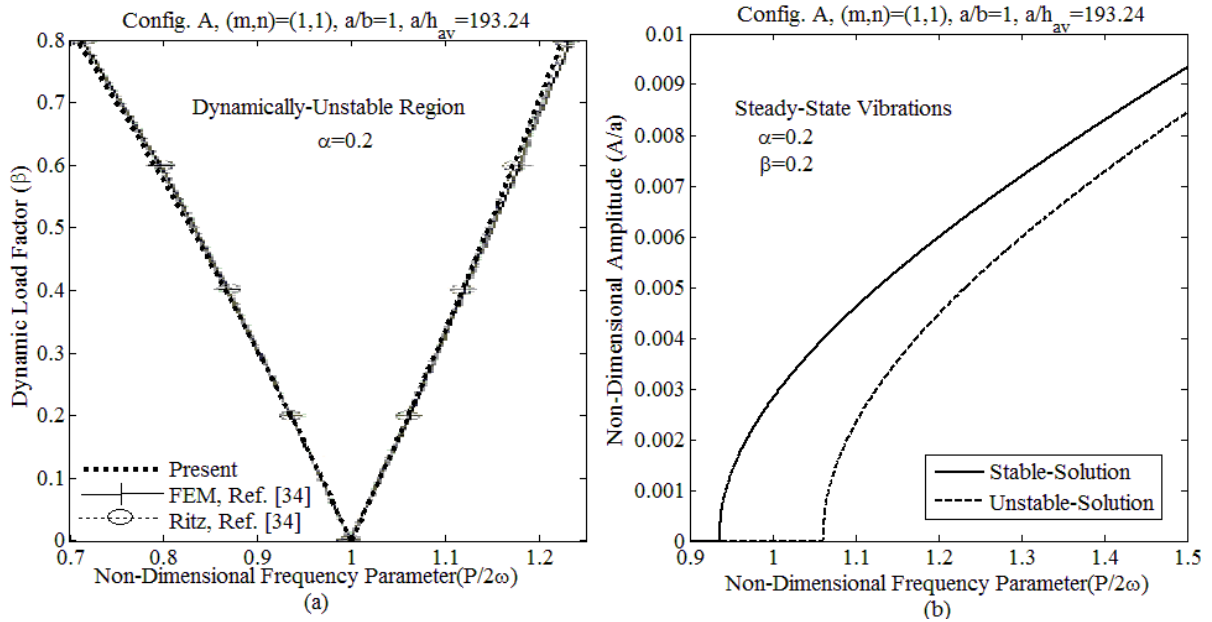 Config. A, (m,n)=(1,1), a/b=1, a/h_av=193.24
0.8
0.7
0.6
0.5
0.4
0.3
0.2
0.1
0
Dynamic Load Factor (β)
Dynamically-Unstable Region
α=0.2
Present
FEM, Ref. [34]
Ritz, Ref. [34]
0.7 0.8 0.9 1 1.1 1.2
Non-Dimensional Frequency Parameter(P/2ω)
(a)
Config. A, (m,n)=(1,1), a/b=1, a/h_av=193.24
0.01
0.009
0.008
0.007
0.006
0.005
0.004
0.003
0.002
0.001
0
Non-Dimensional Amplitude (A/a)
Steady-State Vibrations
α=0.2
β=0.2
Stable-Solution
Unstable-Solution
0.9 1 1.1 1.2 1.3 1.4 1.5
Non-Dimensional Frequency Parameter(P/2ω)
(b)